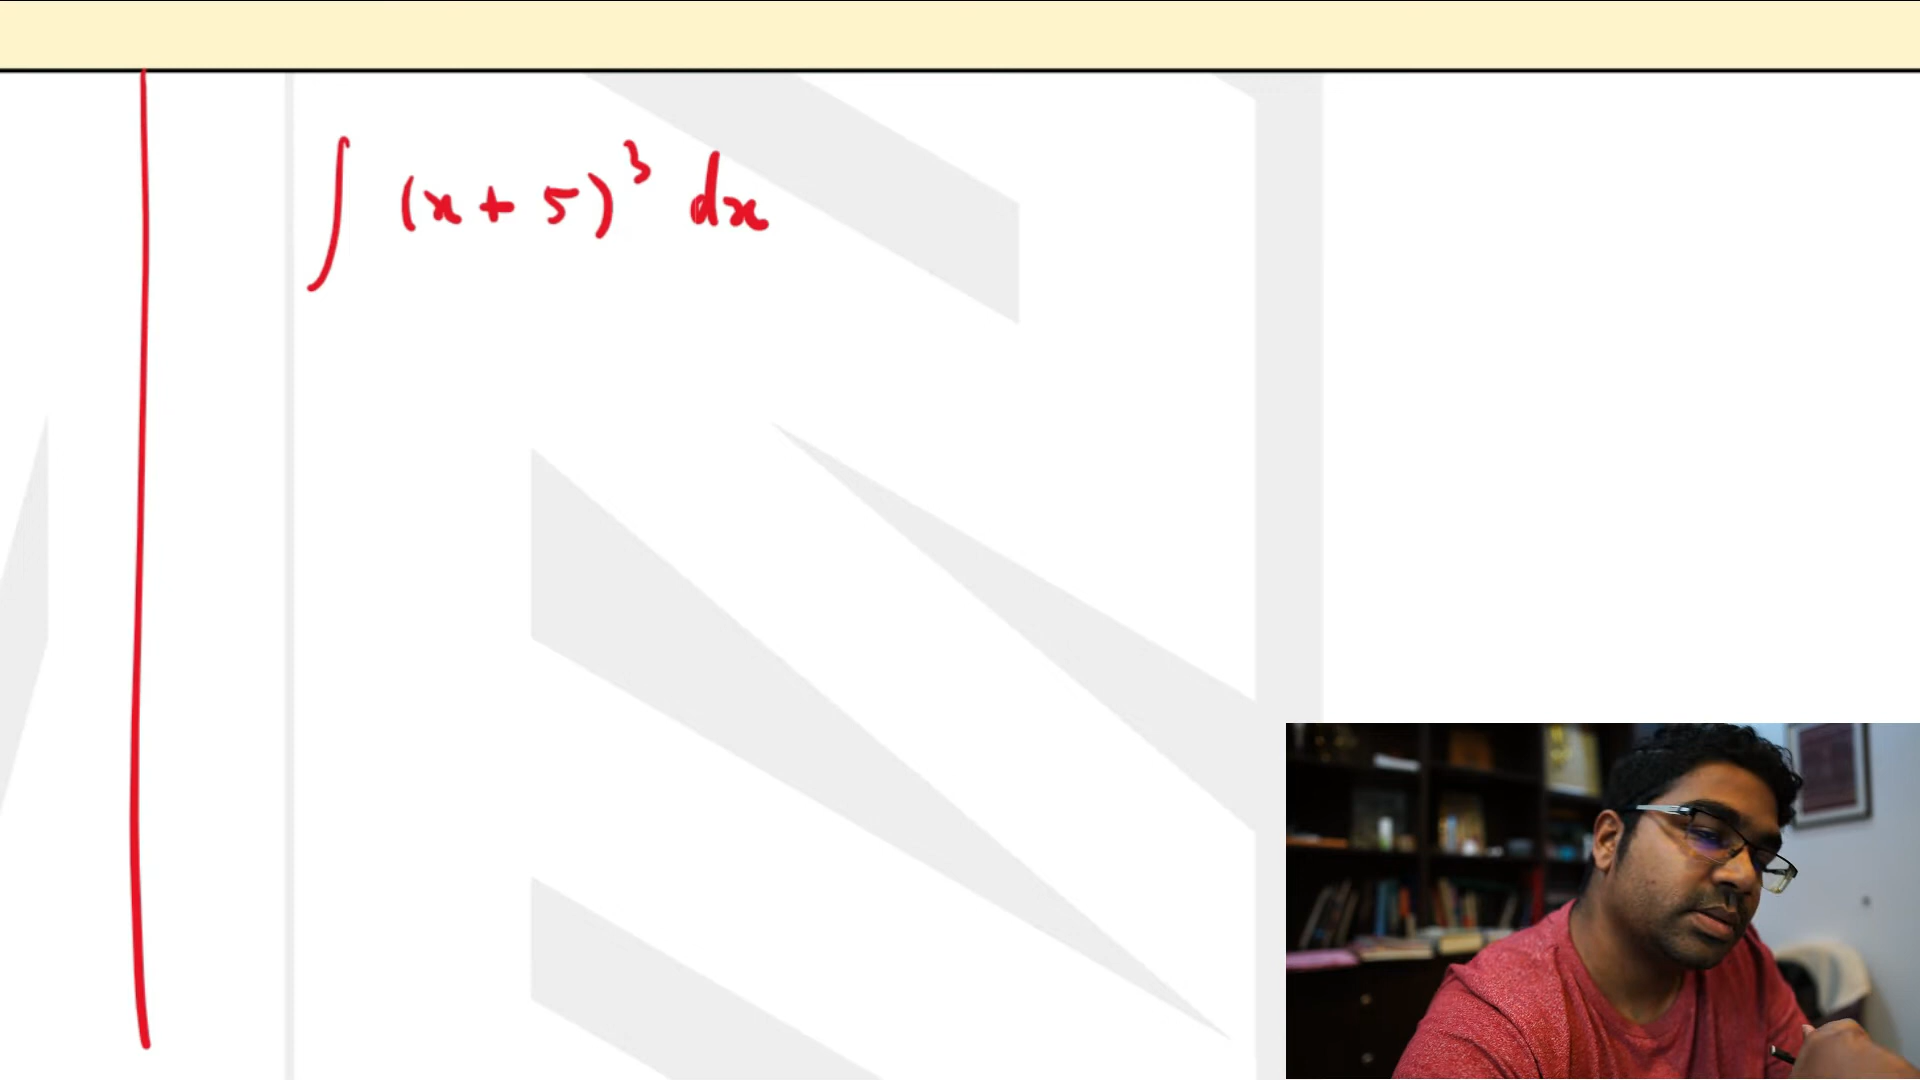 ∫ (x + 5)³ dx